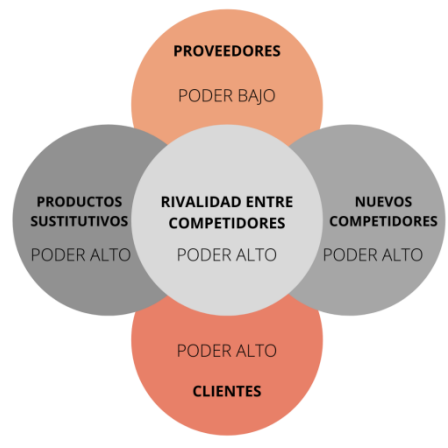 PROVEEDORES
PODER BAJO
PRODUCTOS
SUSTITUTIVOS
PODER ALTO
RIVALIDAD ENTRE
COMPETIDORES
PODER ALTO
NUEVOS
COMPETIDORES
PODER ALTO
PODER ALTO
CLIENTES